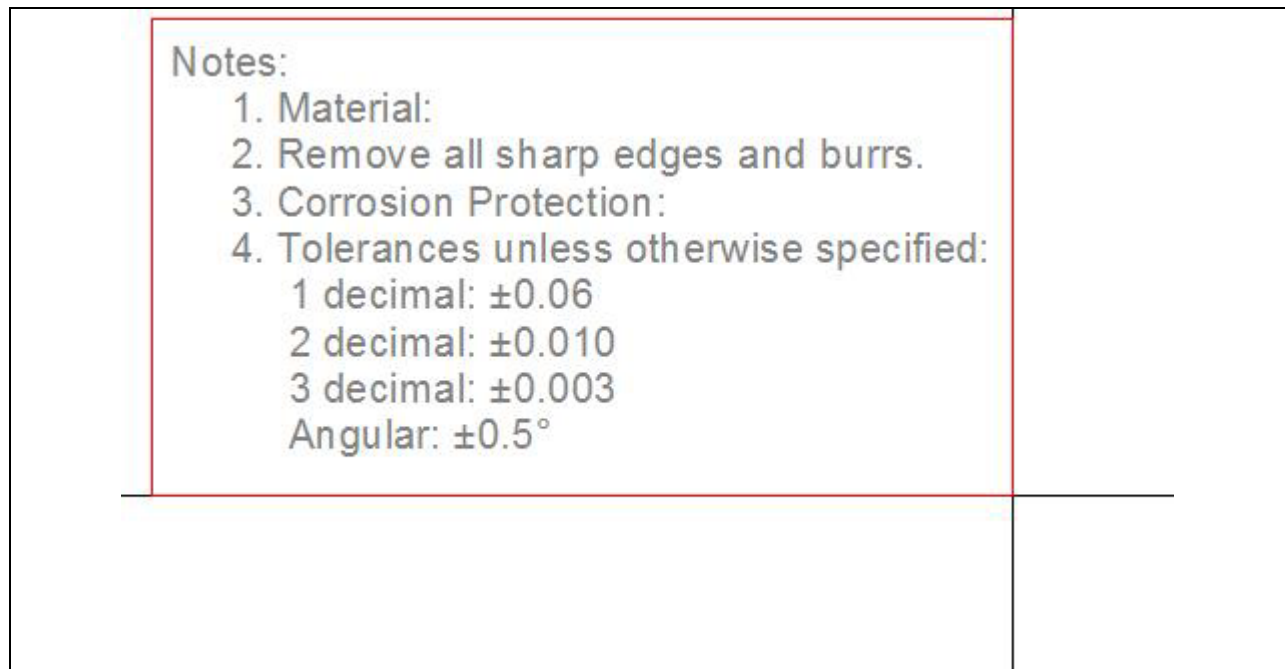 Notes:
1. Material:
2. Remove all sharp edges and burrs.
3. Corrosion Protection:
4. Tolerances unless otherwise specified:
1 decimal: ±0.06
2 decimal: ±0.010
3 decimal: ±0.003
Angular: ±0.5°